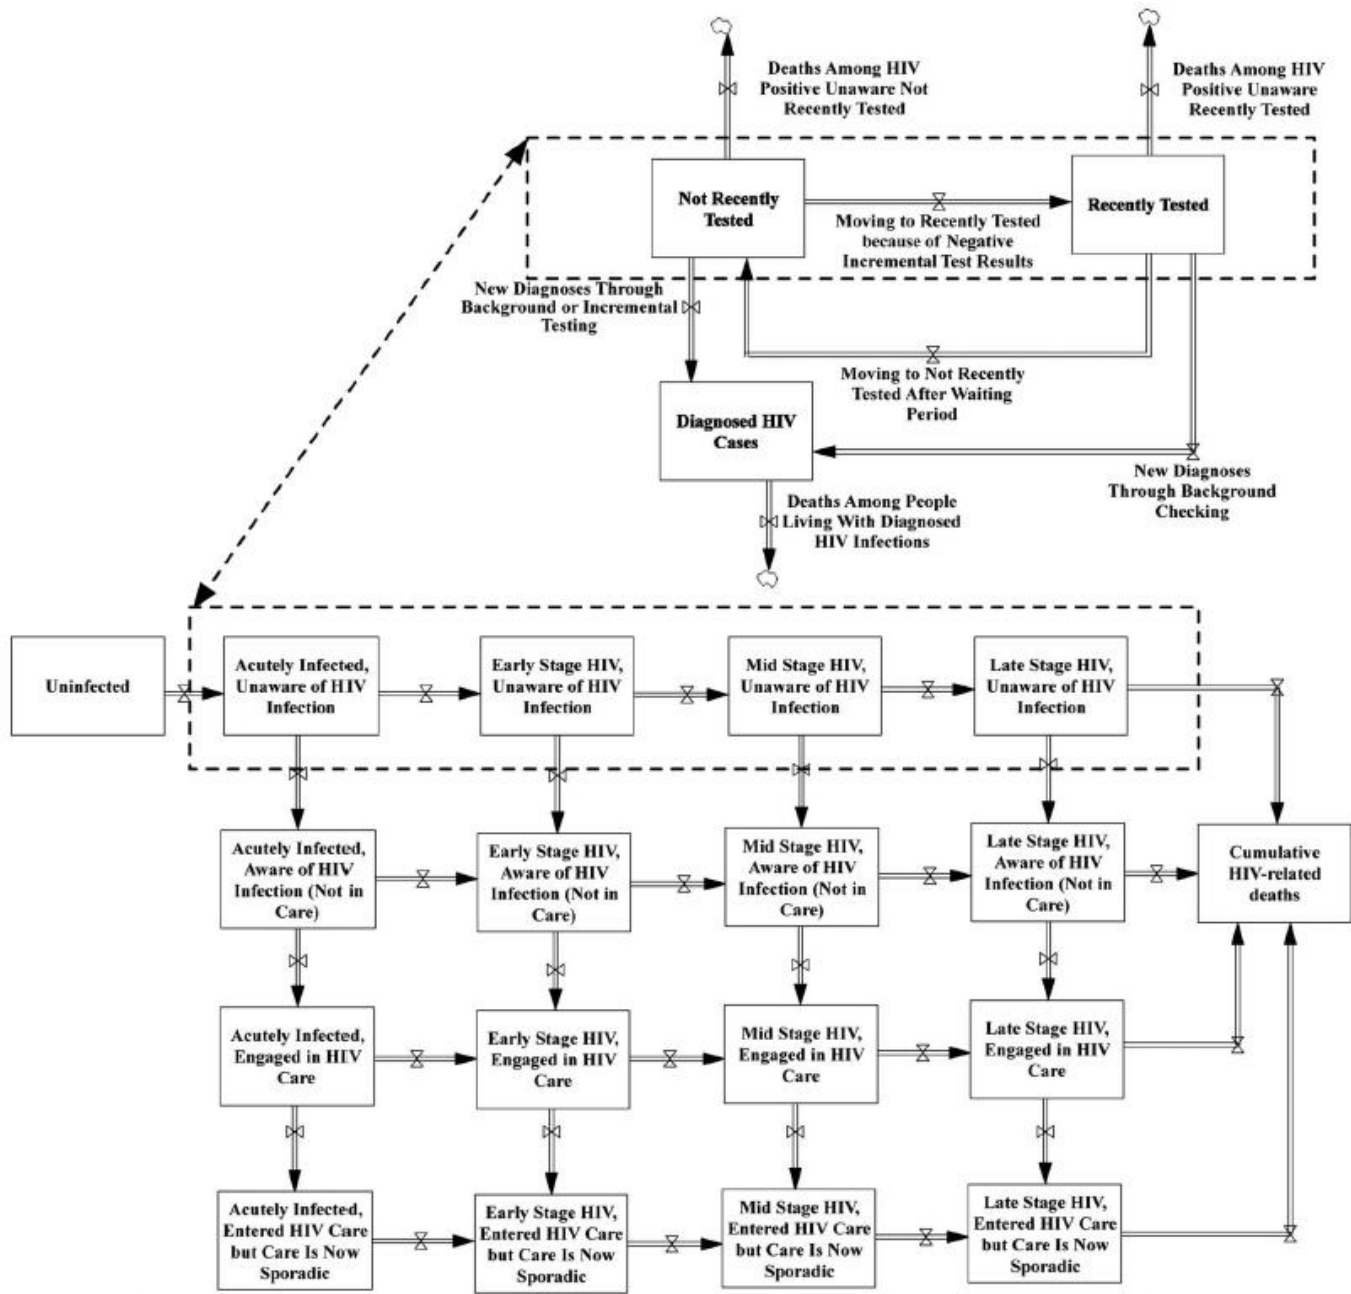 Deaths Among HIV
Positive Unaware Not
Recently Tested
Deaths Among HIV
Positive Unaware
Recently Tested
Not Recently
Tested
Moving to Recently Tested
because of Negative
Incremental Test Results
Recently Tested
New Diagnoses Through
Background or Incremental
Testing
Moving to Not Recently
Tested After Waiting
Period
Diagnosed HIV
Cases
New Diagnoses
Through Background
Checking
Deaths Among People
Living With Diagnosed
HIV Infections
Uninfected
Acutely Infected,
Unaware of HIV
Infection
Early Stage HIV,
Unaware of HIV
Infection
Mid Stage HIV,
Unaware of HIV
Infection
Late Stage HIV,
Unaware of HIV
Infection
Acutely Infected,
Aware of HIV
Infection (Not in
Care)
Early Stage HIV,
Aware of HIV
Infection (Not in
Care)
Mid Stage HIV,
Aware of HIV
Infection (Not in
Care)
Late Stage HIV,
Aware of HIV
Infection (Not in
Care)
Cumulative
HIV-related
deaths
Acutely Infected,
Engaged in HIV
Care
Early Stage HIV,
Engaged in HIV
Care
Mid Stage HIV,
Engaged in HIV
Care
Late Stage HIV,
Engaged in HIV
Care
Acutely Infected,
Entered HIV Care
but Care Is Now
Sporadic
Early Stage HIV,
Entered HIV Care
but Care Is Now
Sporadic
Mid Stage HIV,
Entered HIV Care
but Care Is Now
Sporadic
Late Stage HIV,
Entered HIV Care
but Care Is Now
Sporadic